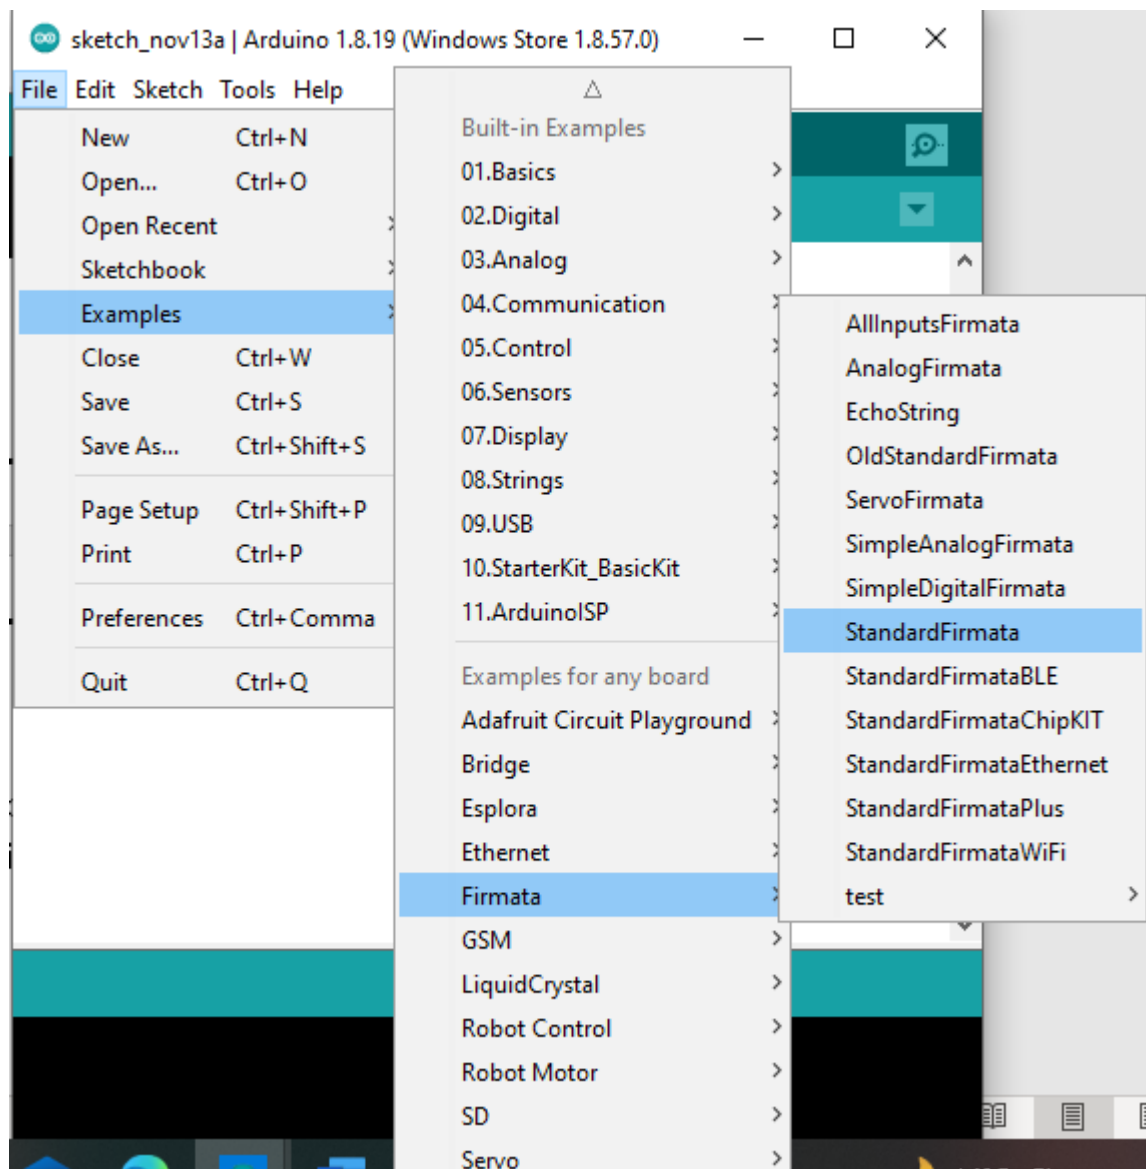 sketch_nov13a | Arduino 1.8.19 (Windows Store 1.8.57.0)
File Edit Sketch Tools Help
New Ctrl+N
Open... Ctrl+O
Open Recent
Sketchbook
Examples
Close Ctrl+W
Save Ctrl+S
Save As... Ctrl+Shift+S
Page Setup Ctrl+Shift+P
Print Ctrl+P
Preferences Ctrl+Comma
Quit Ctrl+Q
Built-in Examples
01.Basics
02.Digital
03.Analog
04.Communication
05.Control
06.Sensors
07.Display
08.Strings
09.USB
10.StarterKit_BasicKit
11.ArduinoISP
Examples for any board
Adafruit Circuit Playground
Bridge
Esplora
Ethernet
Firmata
GSM
LiquidCrystal
Robot Control
Robot Motor
SD
Servo
AllInputsFirmata
AnalogFirmata
EchoString
OldStandardFirmata
ServoFirmata
SimpleAnalogFirmata
SimpleDigitalFirmata
StandardFirmata
StandardFirmataBLE
StandardFirmataChipKIT
StandardFirmataEthernet
StandardFirmataPlus
StandardFirmataWiFi
test